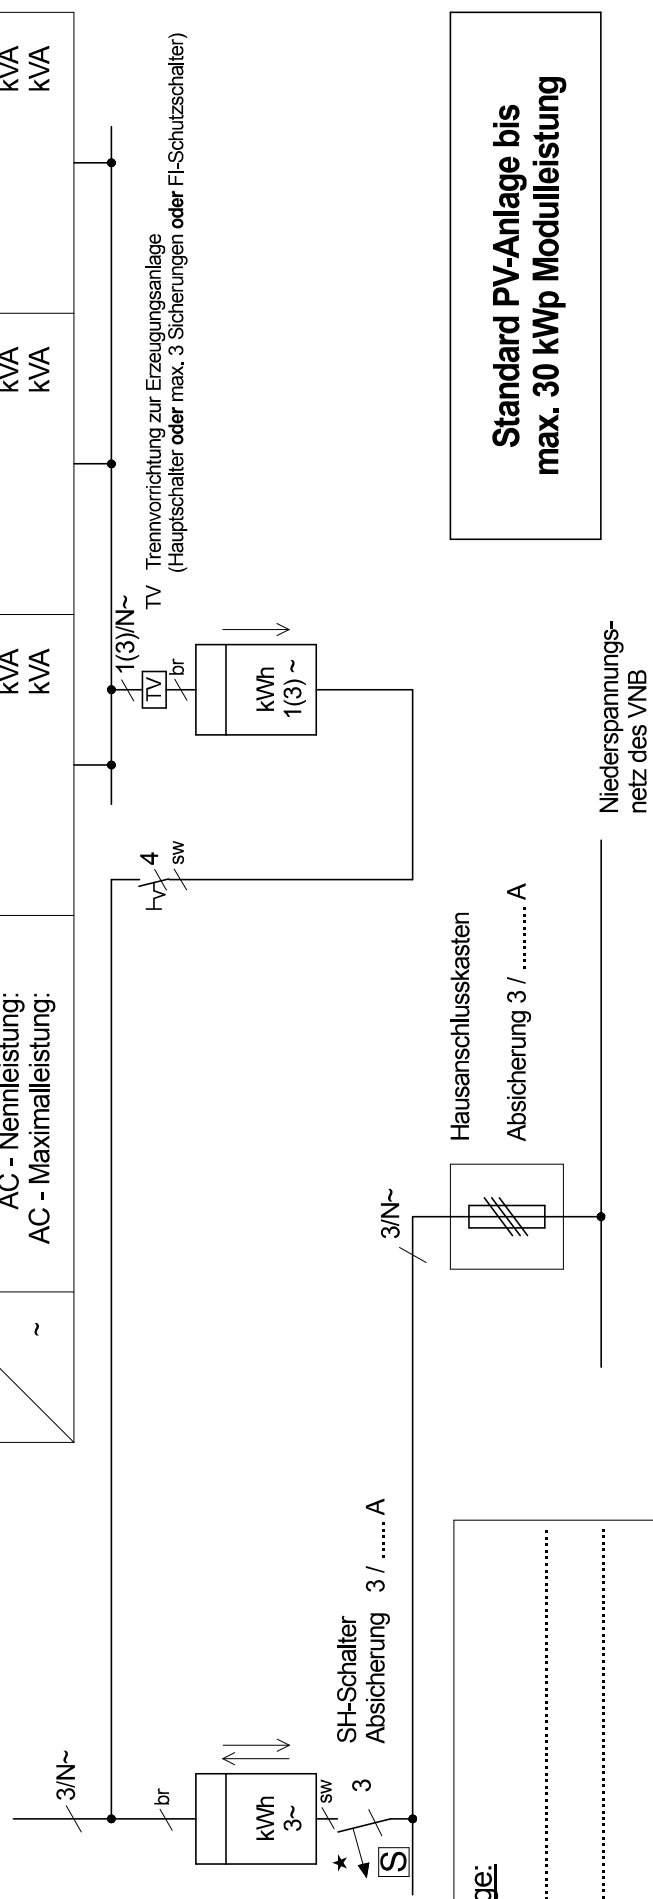 kVA
kVA
kVA
kVA
kVA
kVA
AC - Nennleistung:
AC - Maximalleistung:
~
1(3)/N~
TV
br
TV Trennvorrichtung zur Erzeugungsanlage
(Hauptschalter oder max. 3 Sicherungen oder FI-Schutzschalter)
kWh
1(3) ~
4
sw
3/N~
br
kWh
3~
sw
3
S
SH-Schalter
Absicherung 3 / ...... A
3/N~
Hausanschlusskasten
Absicherung 3 / .......... A
Niederspannungs-
netz des VNB
Standard PV-Anlage bis
max. 30 kWp Modulleistung